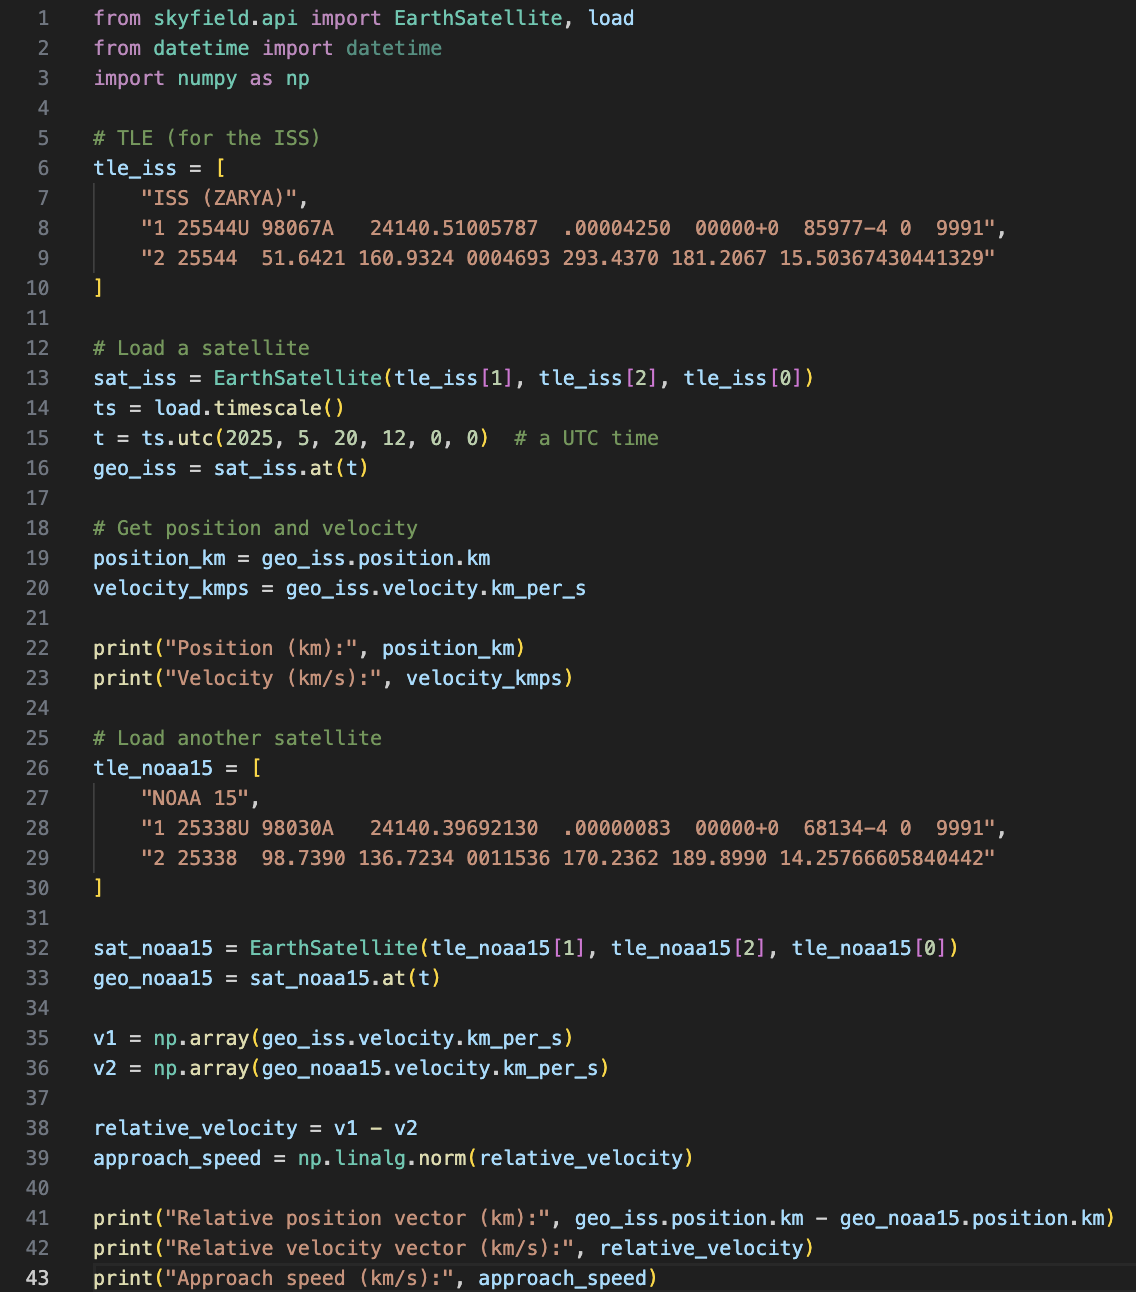 1 from skyfield.api import EarthSatellite, load
2 from datetime import datetime
3 import numpy as np
4
5 # TLE (for the ISS)
6 tle_iss = [
7     "ISS (ZARYA)",
8     "1 25544U 98067A   24140.51005787  .00004250  00000+0  85977-4 0  9991",
9     "2 25544  51.6421 160.9324 0004693 293.4370 181.2067 15.50367430441329"
10 ]
11
12 # Load a satellite
13 sat_iss = EarthSatellite(tle_iss[1], tle_iss[2], tle_iss[0])
14 ts = load.timescale()
15 t = ts.utc(2025, 5, 20, 12, 0, 0)  # a UTC time
16 geo_iss = sat_iss.at(t)
17
18 # Get position and velocity
19 position_km = geo_iss.position.km
20 velocity_kmps = geo_iss.velocity.km_per_s
21
22 print("Position (km):", position_km)
23 print("Velocity (km/s):", velocity_kmps)
24
25 # Load another satellite
26 tle_noaa15 = [
27     "NOAA 15",
28     "1 25338U 98030A   24140.39692130  .00000083  00000+0  68134-4 0  9991",
29     "2 25338  98.7390 136.7234 0011536 170.2362 189.8990 14.25766605840442"
30 ]
31
32 sat_noaa15 = EarthSatellite(tle_noaa15[1], tle_noaa15[2], tle_noaa15[0])
33 geo_noaa15 = sat_noaa15.at(t)
34
35 v1 = np.array(geo_iss.velocity.km_per_s)
36 v2 = np.array(geo_noaa15.velocity.km_per_s)
37
38 relative_velocity = v1 - v2
39 approach_speed = np.linalg.norm(relative_velocity)
40
41 print("Relative position vector (km):", geo_iss.position.km - geo_noaa15.position.km)
42 print("Relative velocity vector (km/s):", relative_velocity)
43 print("Approach speed (km/s):", approach_speed)